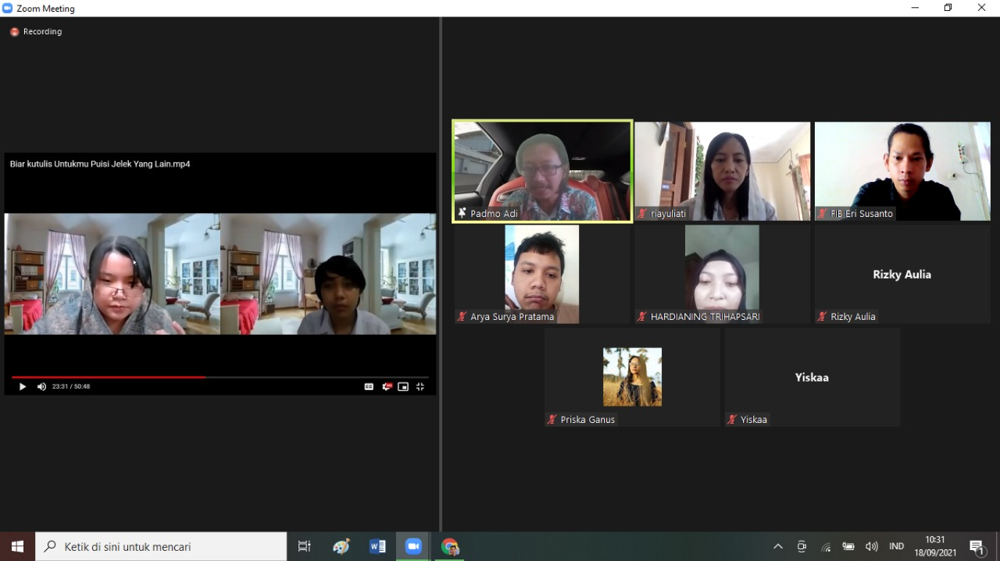 Zoom Meeting
Recording
Biar kutulis Untukmu Puisi Jelek Yang Lain.mp4
23:31 / 50:48
CC
Padmo Adi
riayuliati
FIB Eri Susanto
Arya Surya Pratama
HARDIANING TRIHAPSARI
Rizky Aulia
Rizky Aulia
Priska Ganus
Yiskaa
Yiskaa
Ketik di sini untuk mencari
W
IND
10:31
18/09/2021
1